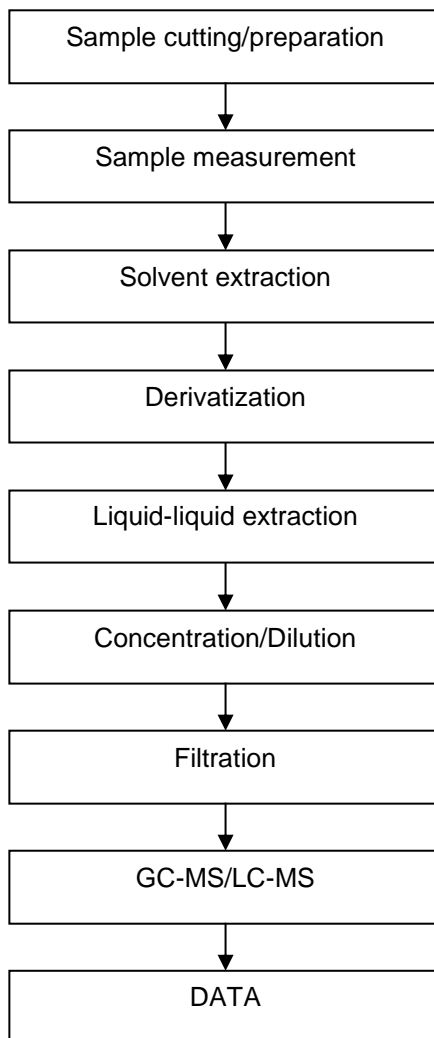 Sample cutting/preparation
Sample measurement
Solvent extraction
Derivatization
Liquid-liquid extraction
Concentration/Dilution
Filtration
GC-MS/LC-MS
DATA